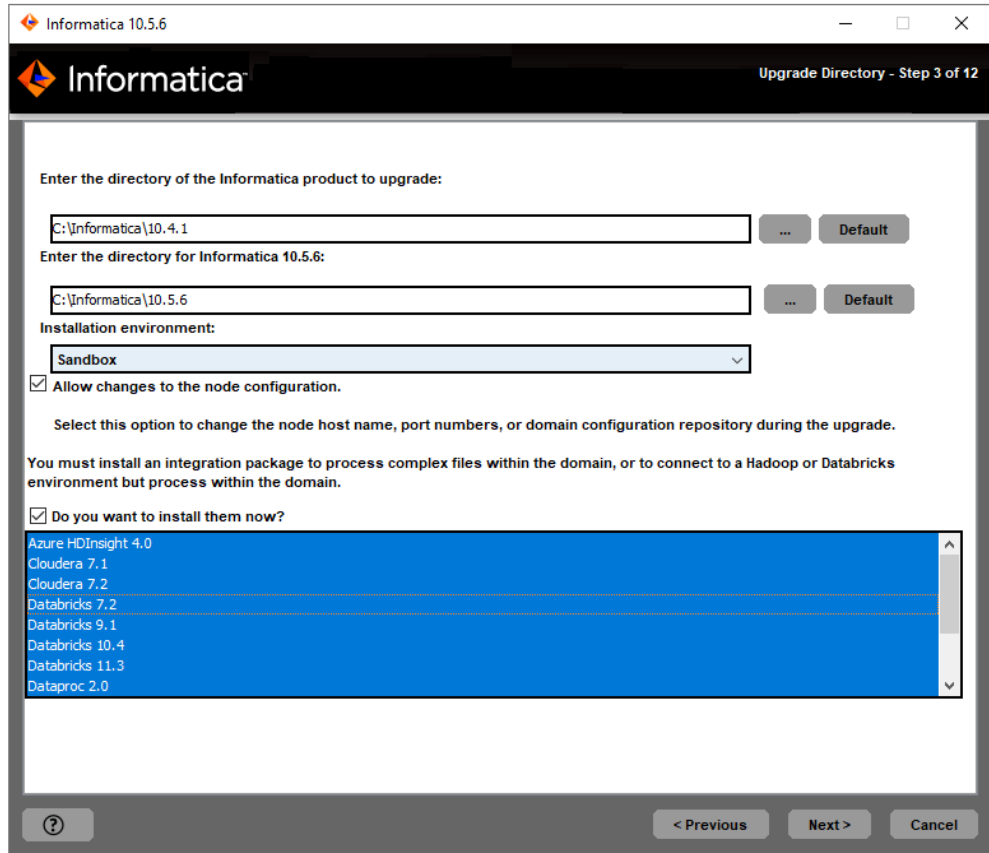 Informatica 10.5.6
Informatica
Upgrade Directory - Step 3 of 12
Enter the directory of the Informatica product to upgrade:
C:\Informatica\10.4.1
...
Default
Enter the directory for Informatica 10.5.6:
C:\Informatica\10.5.6
...
Default
Installation environment:
Sandbox
Allow changes to the node configuration.
Select this option to change the node host name, port numbers, or domain configuration repository during the upgrade.
You must install an integration package to process complex files within the domain, or to connect to a Hadoop or Databricks
environment but process within the domain.
Do you want to install them now?
Azure HDInsight 4.0
Cloudera 7.1
Cloudera 7.2
Databricks 7.2
Databricks 9.1
Databricks 10.4
Databricks 11.3
Dataproc 2.0
?
< Previous
Next >
Cancel